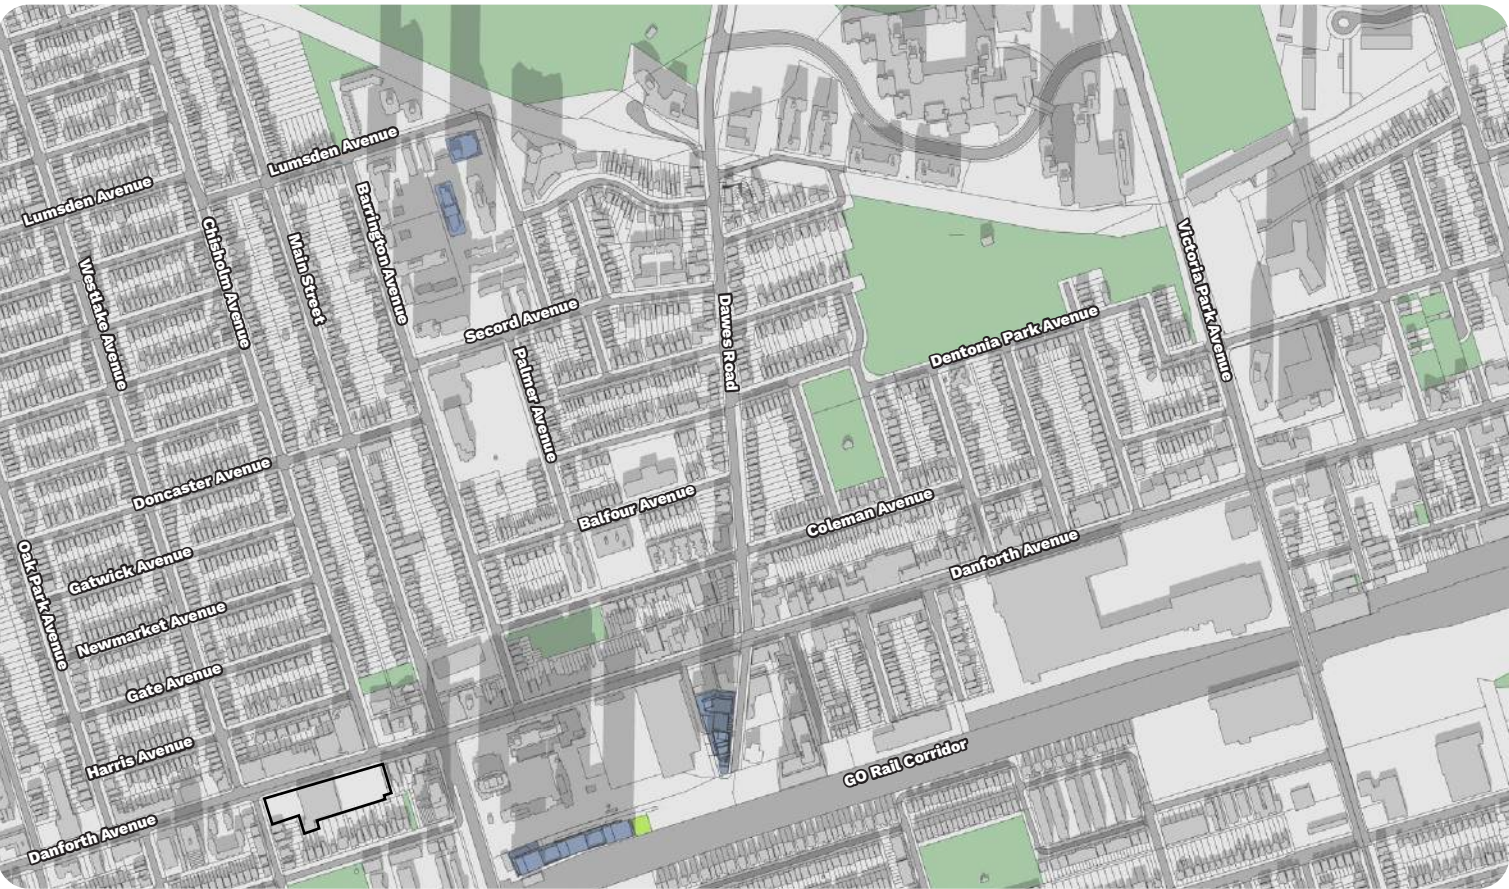 Lumsden Avenue
Lumsden Avenue
Barrington Avenue
Chisholm Avenue
Main Street
Westlake Avenue
Victoria Park Avenue
Dawes Road
Secord Avenue
Dentonia Park Avenue
Palmer Avenue
Doncaster Avenue
Balfour Avenue
Coleman Avenue
Oak Park Avenue
Gatwick Avenue
Danforth Avenue
Newmarket Avenue
Gate Avenue
Harris Avenue
GO Rail Corridor
Danforth Avenue